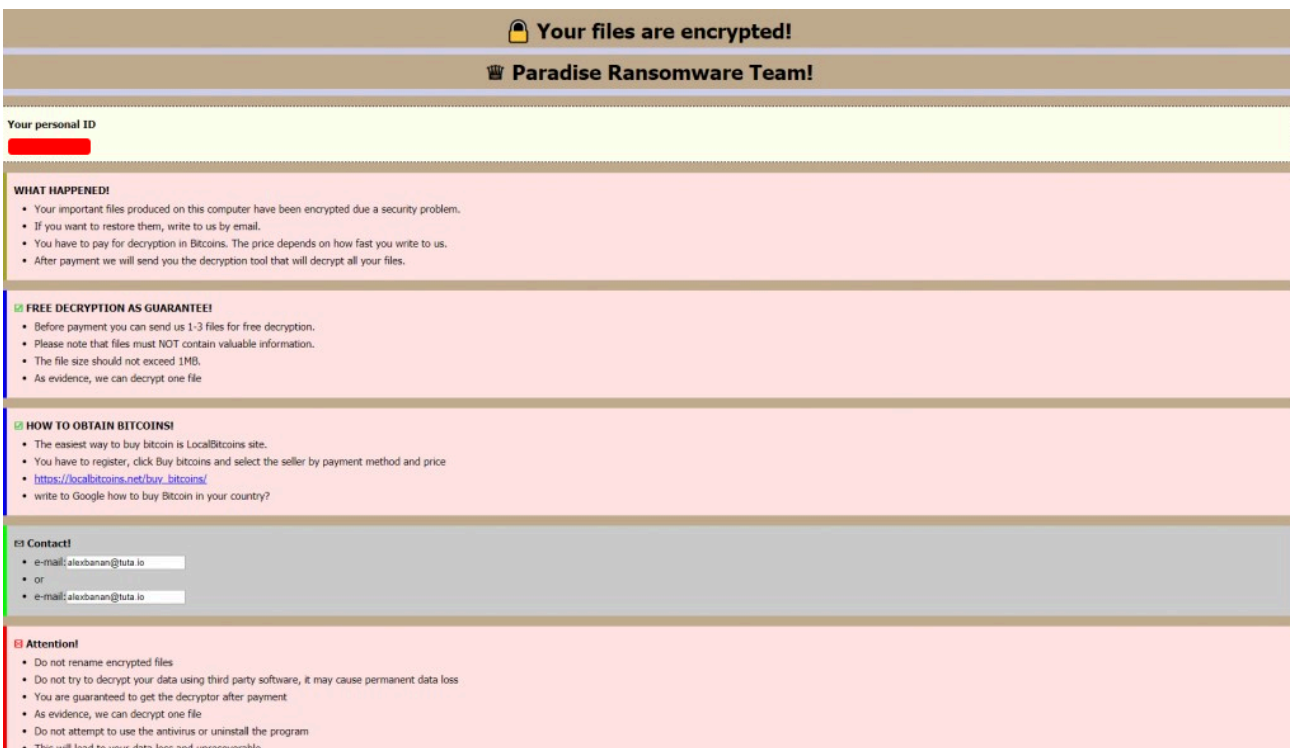 Your files are encrypted!
Paradise Ransomware Team!
Your personal ID
WHAT HAPPENED!
Your important files produced on this computer have been encrypted due a security problem.
If you want to restore them, write to us by email.
You have to pay for decryption in Bitcoins. The price depends on how fast you write to us.
After payment we will send you the decryption tool that will decrypt all your files.
FREE DECRYPTION AS GUARANTEE!
Before payment you can send us 1-3 files for free decryption.
Please note that files must NOT contain valuable information.
The file size should not exceed 1MB.
As evidence, we can decrypt one file
HOW TO OBTAIN BITCOINS!
The easiest way to buy bitcoin is LocalBitcoins site.
You have to register, click Buy bitcoins and select the seller by payment method and price
https://localbitcoins.net/buy_bitcoins/
write to Google how to buy Bitcoin in your country?
Contact!
e-mail:alexbanan@tuta.io
or
e-mail:alexbanan@tuta.io
Attention!
Do not rename encrypted files
Do not try to decrypt your data using third party software, it may cause permanent data loss
You are guaranteed to get the decryptor after payment
As evidence, we can decrypt one file
Do not attempt to use the antivirus or uninstall the program
This will lead to your data loss and unrecoverable